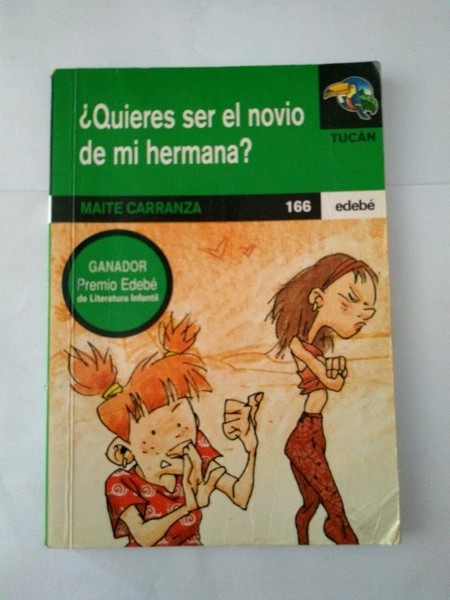 ¿Quieres ser el novio
de mi hermana?
TUCÁN
MAITE CARRANZA
166
edebé
GANADOR
Premio Edebé
de Literatura Infantil